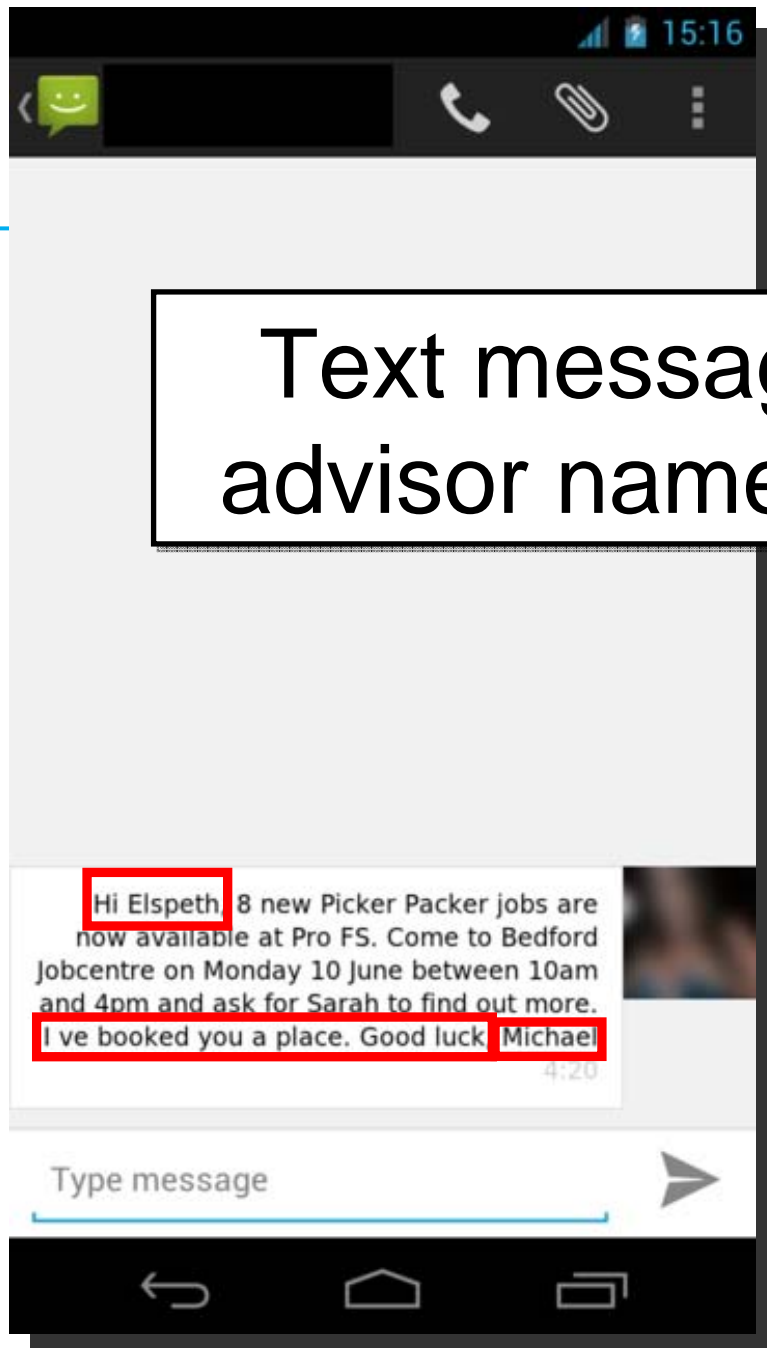 15:16
Text messag
advisor name
Hi Elspeth, 8 new Picker Packer jobs are
now available at Pro FS. Come to Bedford
Jobcentre on Monday 10 June between 10am
and 4pm and ask for Sarah to find out more.
I ve booked you a place. Good luck, Michael
4:20
Type message